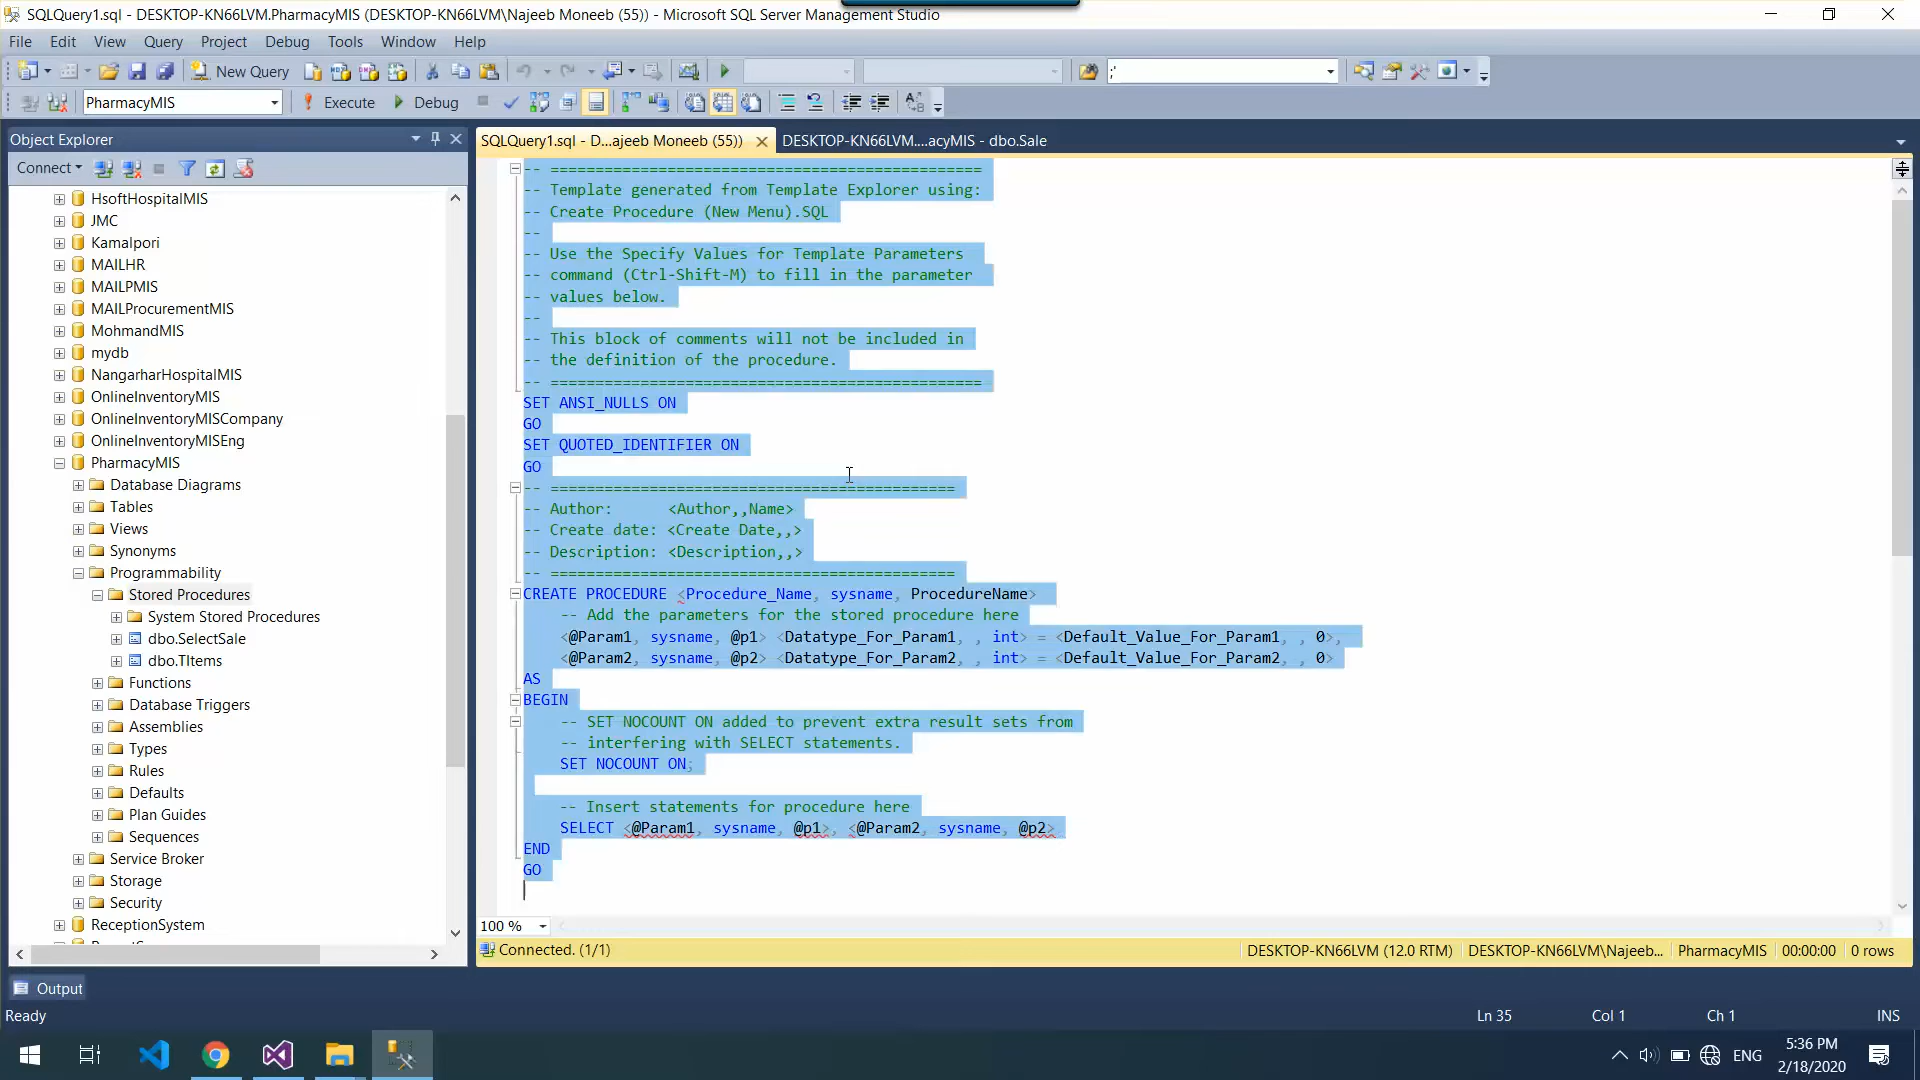 SQLQuery1.sql - DESKTOP-KN66LVM.PharmacyMIS (DESKTOP-KN66LVM\Najeeb Moneeb (55)) - Microsoft SQL Server Management Studio
File Edit View Query Project Debug Tools Window Help
New Query ;
PharmacyMIS Execute Debug
Object Explorer
Connect
HsoftHospitalMIS
JMC
Kamalpori
MAILHR
MAILPMIS
MAILProcurementMIS
MohmandMIS
mydb
NangarharHospitalMIS
OnlineInventoryMIS
OnlineInventoryMISCompany
OnlineInventoryMISEng
PharmacyMIS
Database Diagrams
Tables
Views
Synonyms
Programmability
Stored Procedures
System Stored Procedures
dbo.SelectSale
dbo.TItems
Functions
Database Triggers
Assemblies
Types
Rules
Defaults
Plan Guides
Sequences
Service Broker
Storage
Security
ReceptionSystem
SQLQuery1.sql - D...ajeeb Moneeb (55)) DESKTOP-KN66LVM....acyMIS - dbo.Sale
-- ================================================
-- Template generated from Template Explorer using:
-- Create Procedure (New Menu).SQL
--
-- Use the Specify Values for Template Parameters
-- command (Ctrl-Shift-M) to fill in the parameter
-- values below.
--
-- This block of comments will not be included in
-- the definition of the procedure.
-- ================================================
SET ANSI_NULLS ON
GO
SET QUOTED_IDENTIFIER ON
GO
-- =============================================
-- Author: <Author,,Name>
-- Create date: <Create Date,,>
-- Description: <Description,,>
-- =============================================
CREATE PROCEDURE <Procedure_Name, sysname, ProcedureName>
-- Add the parameters for the stored procedure here
<@Param1, sysname, @p1> <Datatype_For_Param1, , int> = <Default_Value_For_Param1, , 0>,
<@Param2, sysname, @p2> <Datatype_For_Param2, , int> = <Default_Value_For_Param2, , 0>
AS
BEGIN
-- SET NOCOUNT ON added to prevent extra result sets from
-- interfering with SELECT statements.
SET NOCOUNT ON;
-- Insert statements for procedure here
SELECT <@Param1, sysname, @p1>, <@Param2, sysname, @p2>
END
GO
100 %
Connected. (1/1) DESKTOP-KN66LVM (12.0 RTM) DESKTOP-KN66LVM\Najeeb... PharmacyMIS 00:00:00 0 rows
Output
Ready Ln 35 Col 1 Ch 1 INS
ENG 5:36 PM
2/18/2020